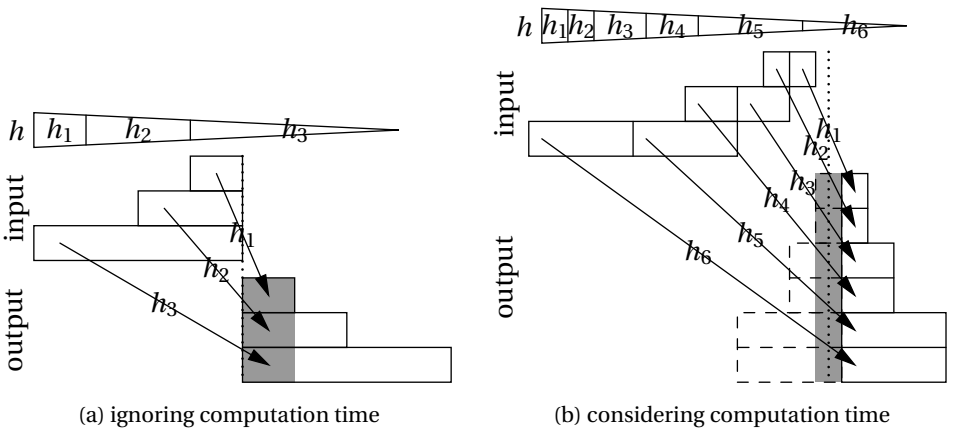 h h₁ h₂ h₃
input
h₁
h₂
h₃
output
(a) ignoring computation time
h h₁ h₂ h₃ h₄ h₅ h₆
input
h₁
h₂
h₃
h₄
h₅
h₆
output
(b) considering computation time